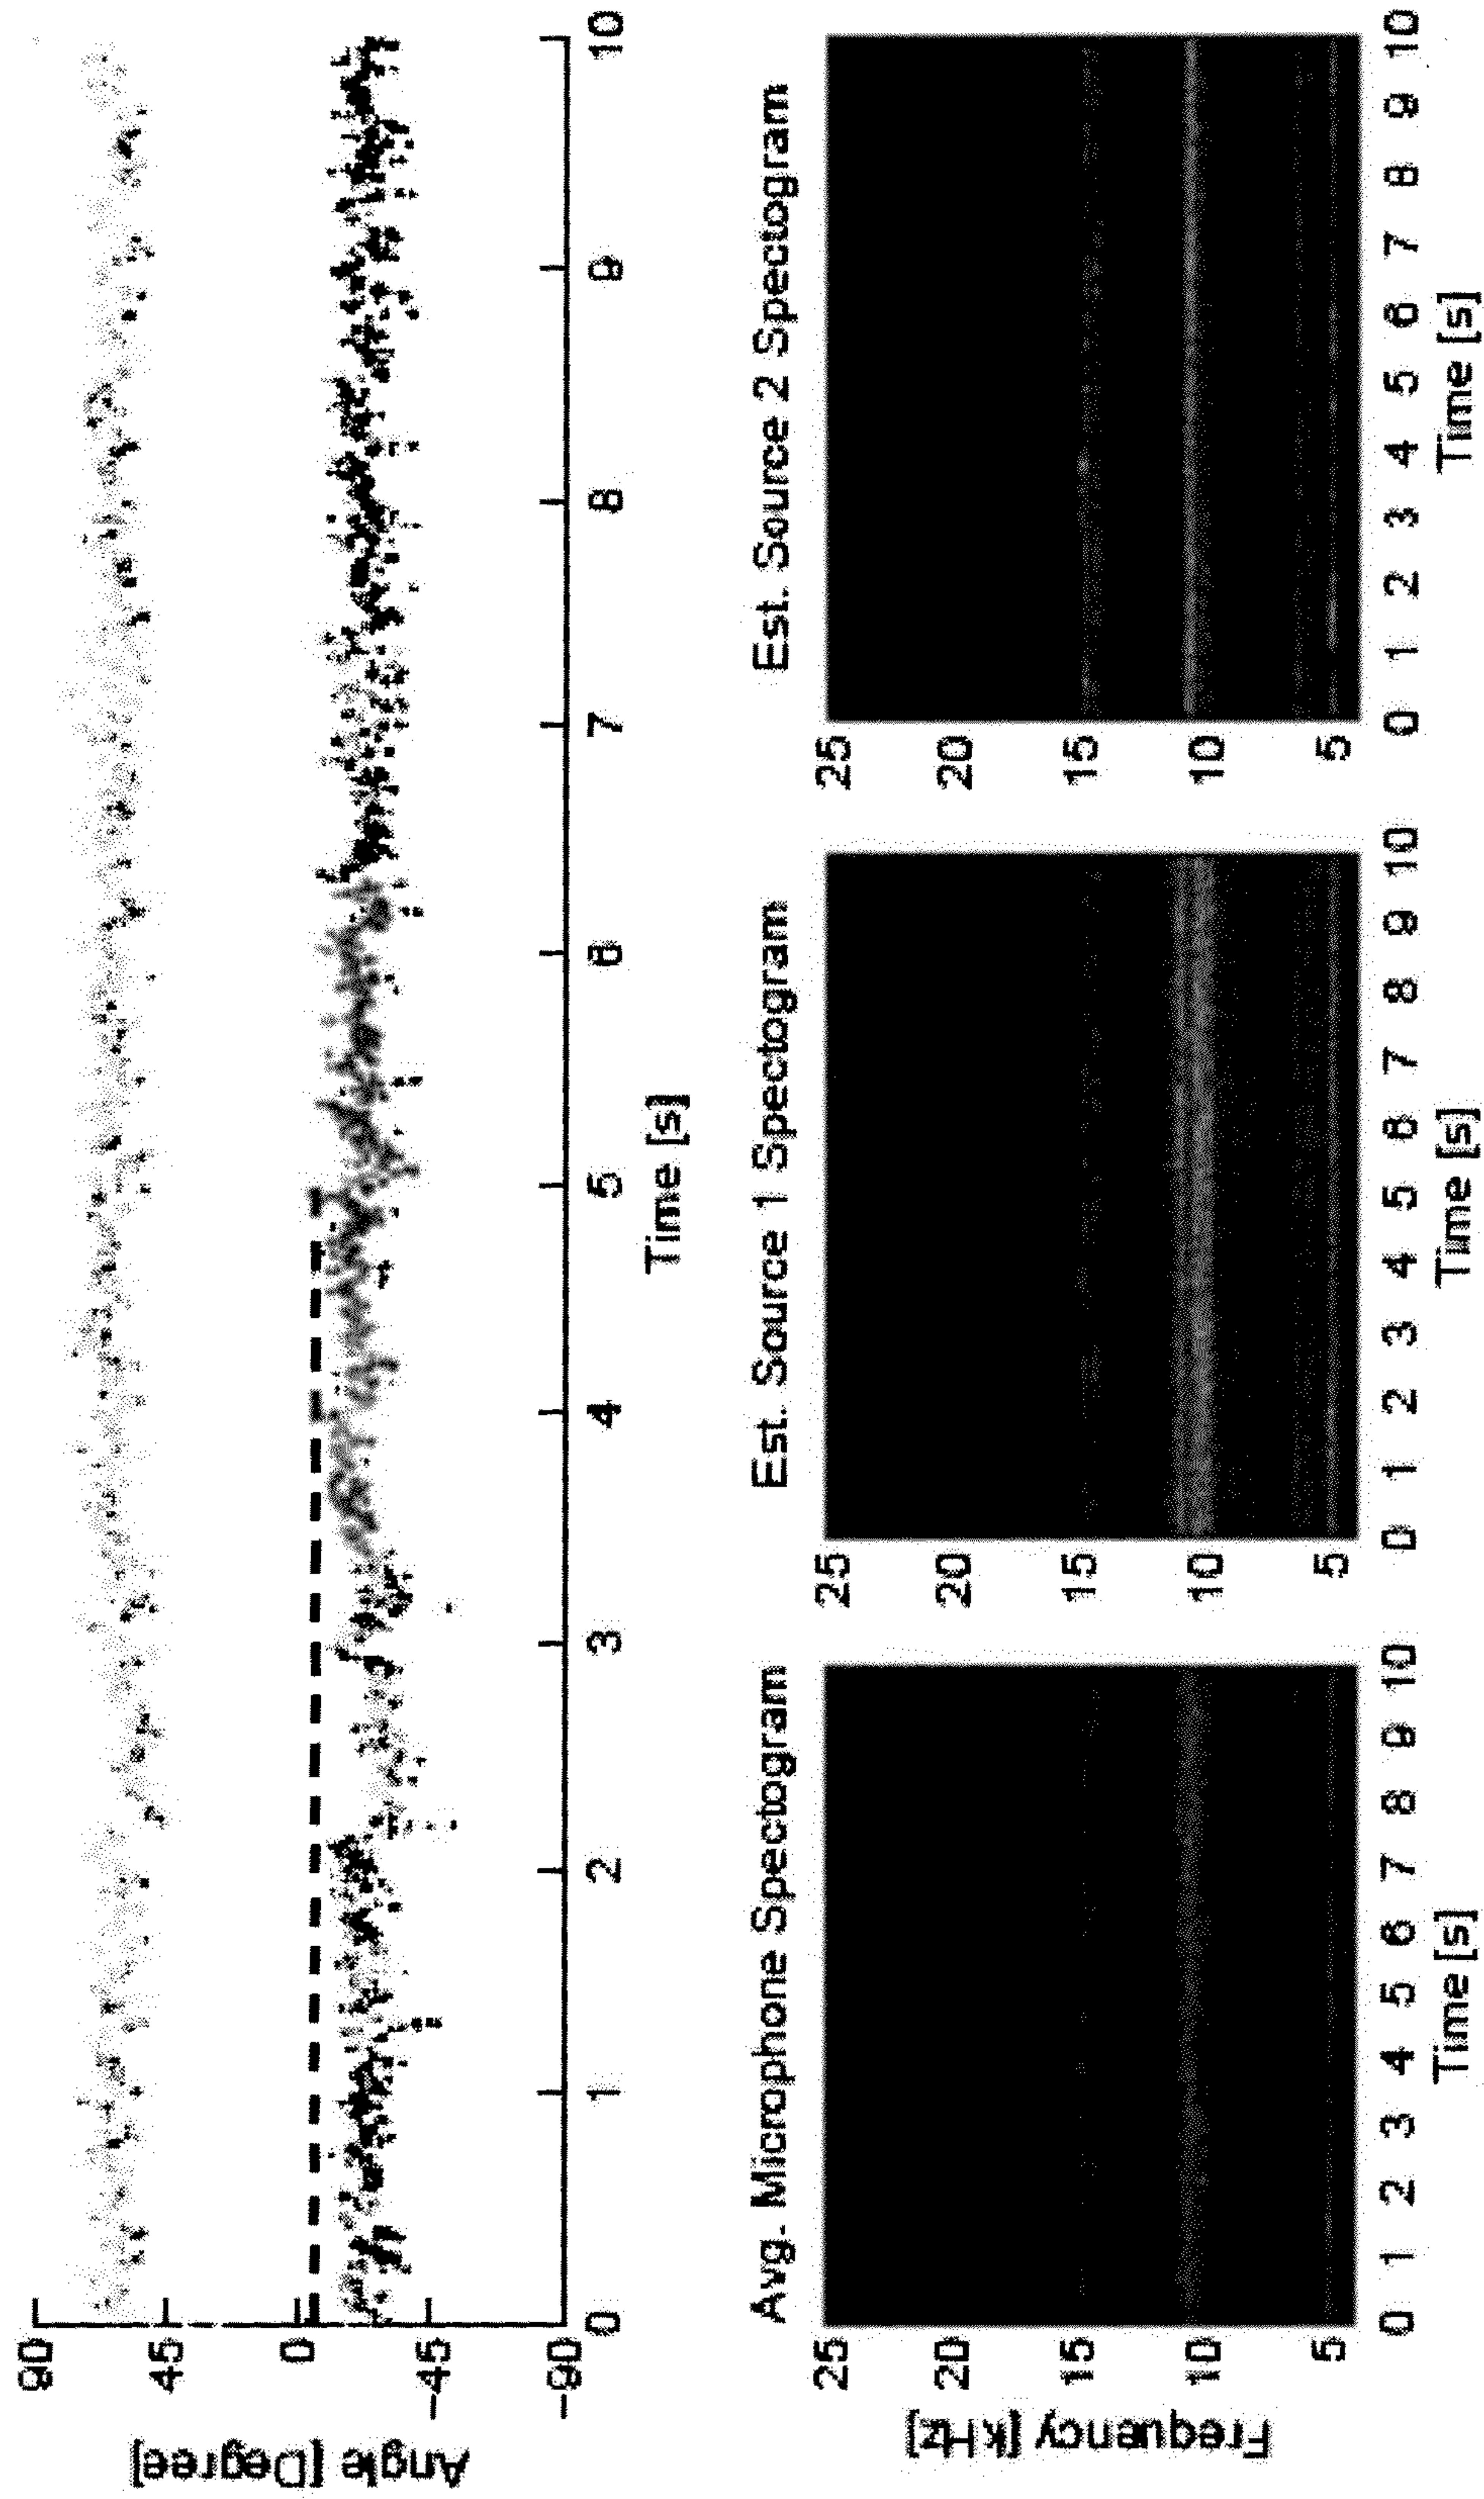 Angle [Degree]
90
45
0
-45
-90
0 1 2 3 4 5 6 7 8 9 10
Time [s]
Avg. Microphone Spectogram Est. Source 1 Spectogram Est. Source 2 Spectogram
Frequency [kHz]
25 25 25
20 20 20
15 15 15
10 10 10
5 5 5
0 1 2 3 4 5 6 7 8 9 10 0 1 2 3 4 5 6 7 8 9 10 0 1 2 3 4 5 6 7 8 9 10
Time [s] Time [s] Time [s]